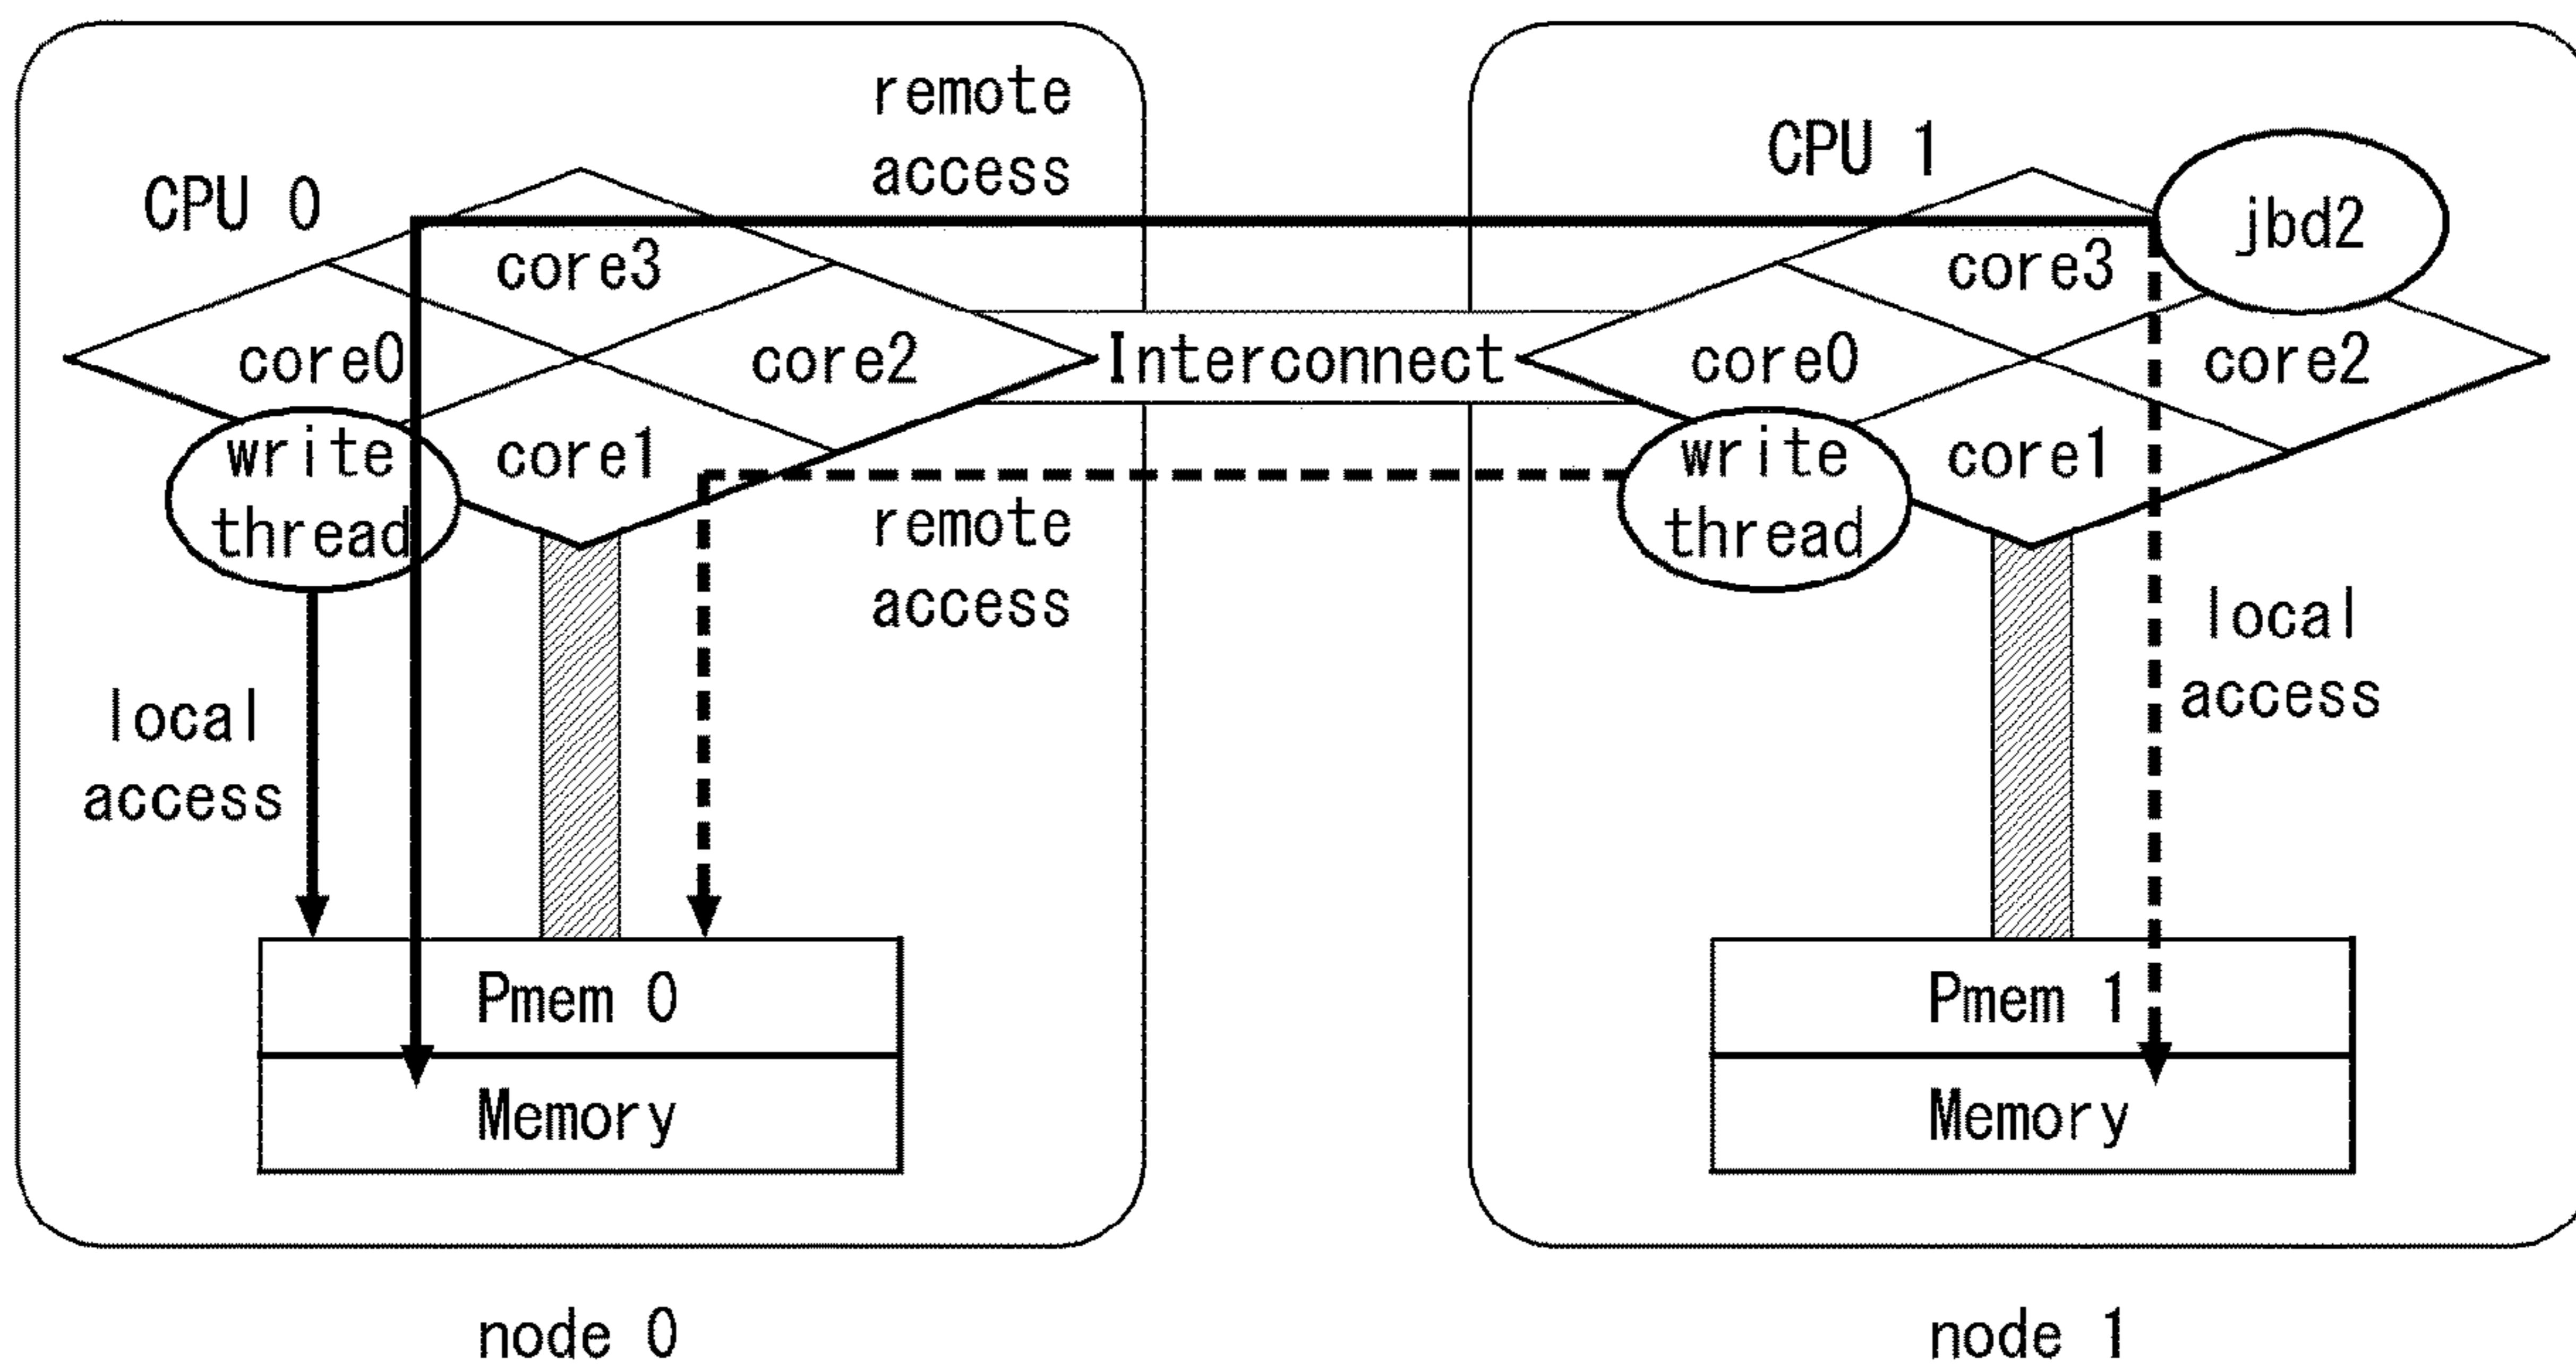 remote
access
CPU 0
core3
core0
core2
write
thread
core1
local
access
Interconnect
remote
access
Pmem 0
Memory
node 0
CPU 1
jbd2
core3
core0
core2
write
thread
core1
local
access
Pmem 1
Memory
node 1